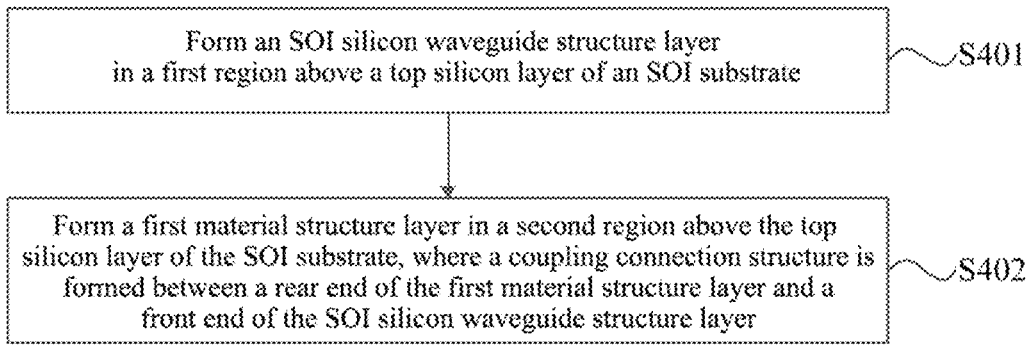 Form an SOI silicon waveguide structure layer
in a first region above a top silicon layer of an SOI substrate
S401
Form a first material structure layer in a second region above the top
silicon layer of the SOI substrate, where a coupling connection structure is
formed between a rear end of the first material structure layer and a
front end of the SOI silicon waveguide structure layer
S402